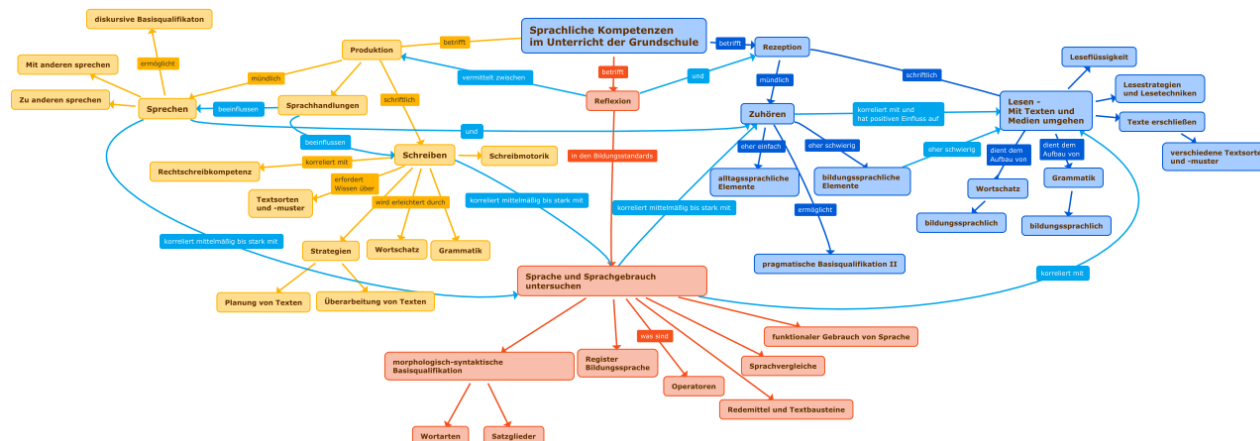 diskursive Basisqualifikaton
Sprachliche Kompetenzen
im Unterricht der Grundschule
betrifft
betrifft
Produktion
Rezeption
Leseflüssigkeit
ermöglicht
Mit anderen sprechen
betrifft
mündlich
vermittelt zwischen
und
mündlich
schriftlich
Lesestrategien
und Lesetechniken
Zu anderen sprechen
Sprechen
beeinflussen
Sprachhandlungen
schriftlich
Reflexion
Zuhören
korreliert mit und
hat positiven Einfluss auf
Lesen -
Mit Texten und
Medien umgehen
Texte erschließen
und
beeinflussen
Schreiben
Schreibmotorik
in den Bildungsstandards
eher einfach
eher schwierig
eher schwierig
dient dem
Aufbau von
dient dem
Aufbau von
verschiedene Textsorten
und -muster
Rechtschreibkompetenz
korreliert mit
erfordert
Wissen über
alltagssprachliche
Elemente
bildungssprachliche
Elemente
Wortschatz
Grammatik
Textsorten
und -muster
wird erleichtert durch
korreliert mittelmäßig bis stark mit
korreliert mittelmäßig bis stark mit
ermöglicht
bildungssprachlich
bildungssprachlich
korreliert mittelmäßig bis stark mit
Strategien
Wortschatz
Grammatik
pragmatische Basisqualifikation II
Sprache und Sprachgebrauch
untersuchen
korreliert mit
Planung von Texten
Überarbeitung von Texten
was sind
funktionaler Gebrauch von Sprache
morphologisch-syntaktische
Basisqualifikation
Register
Bildungssprache
Sprachvergleiche
Operatoren
Redemittel und Textbausteine
Wortarten
Satzglieder